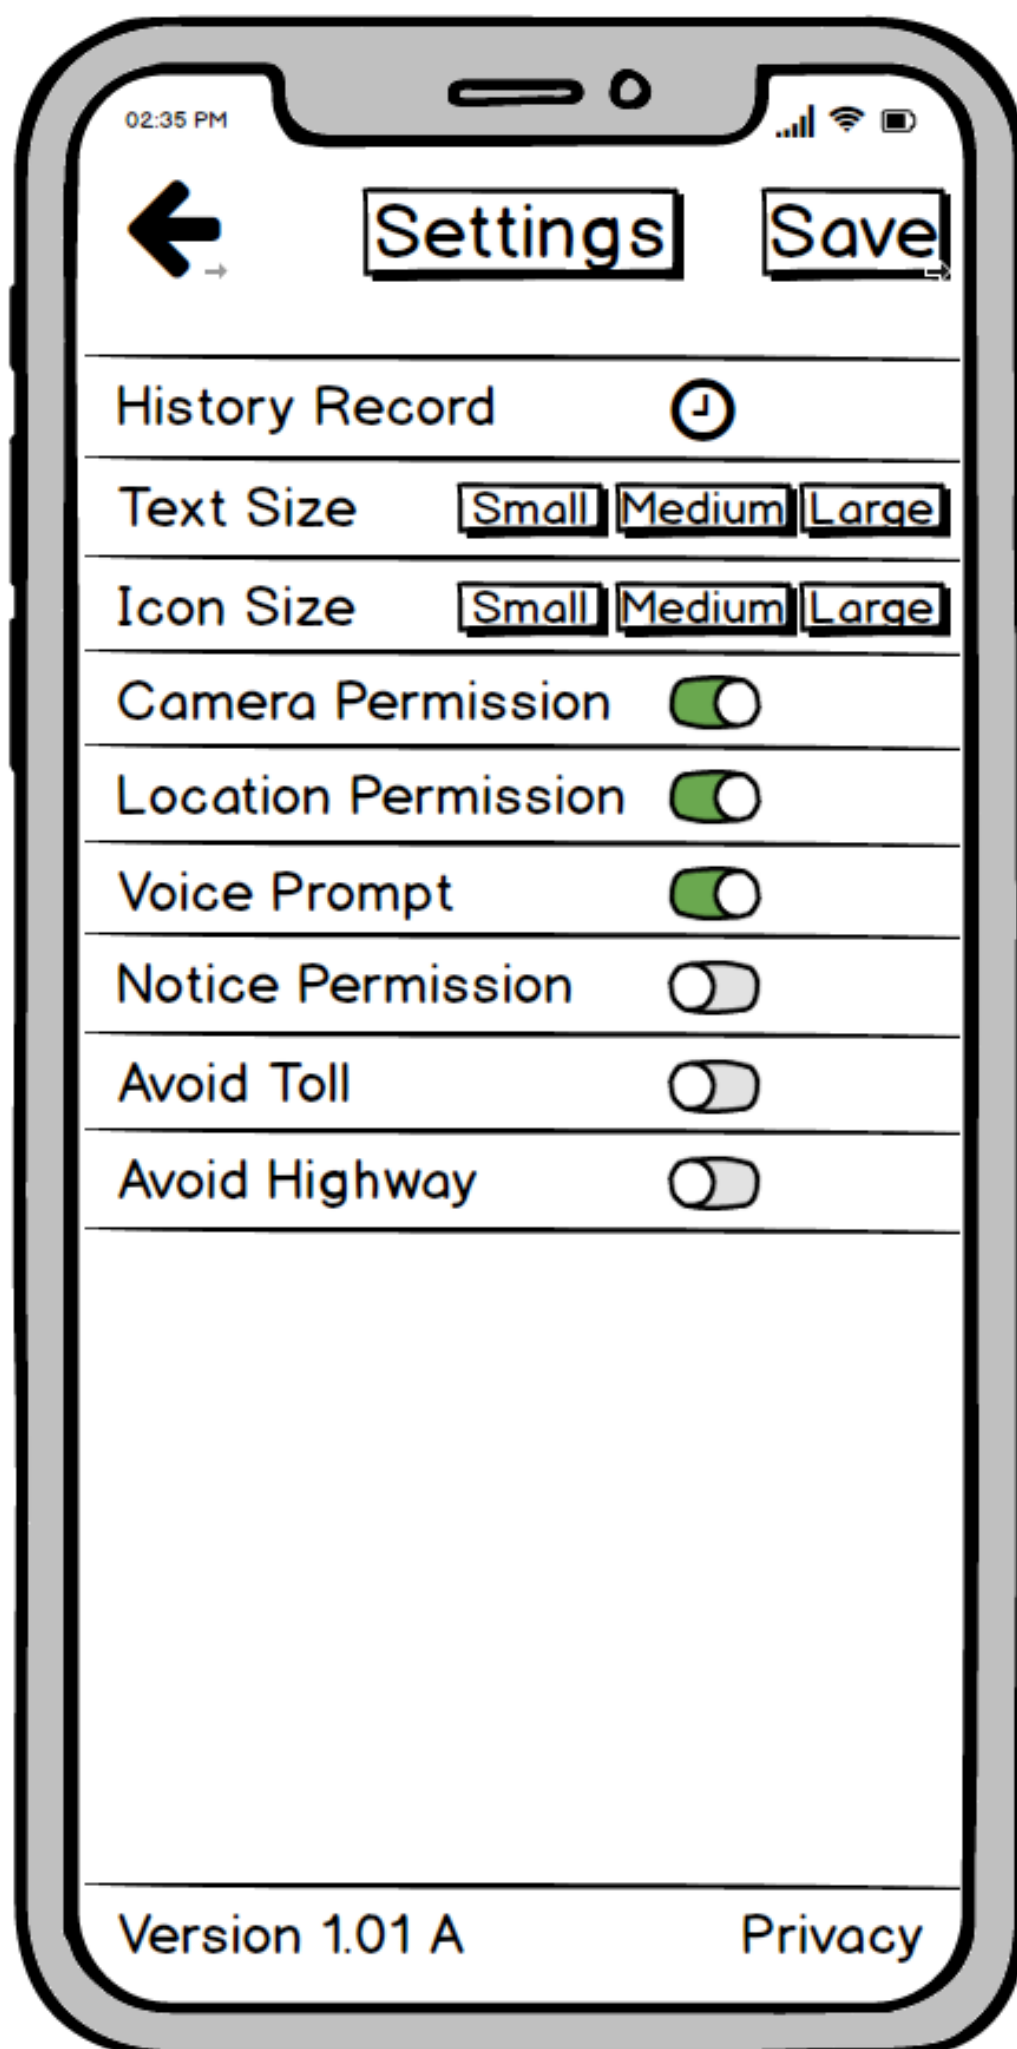 02:35 PM
Settings Save
History Record
Text Size Small Medium Large
Icon Size Small Medium Large
Camera Permission
Location Permission
Voice Prompt
Notice Permission
Avoid Toll
Avoid Highway
Version 1.01 A Privacy